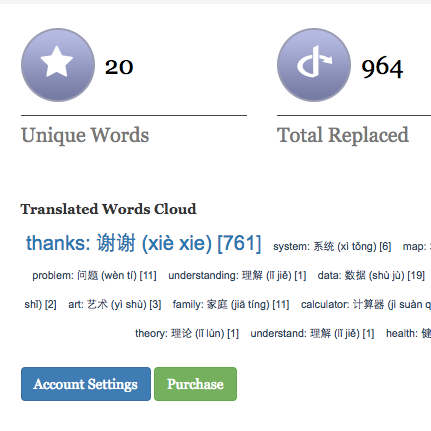 20
964
Unique Words
Total Replaced
Translated Words Cloud
thanks: 谢谢 (xiè xie) [761] system: 系统 (xì tǒng) [6] map:
problem: 问题 (wèn tí) [11] understanding: 理解 (lǐ jiě) [1] data: 数据 (shù jù) [19]
shī) [2] art: 艺术 (yì shù) [3] family: 家庭 (jiā tíng) [11] calculator: 计算器 (jì suàn q
theory: 理论 (lǐ lùn) [1] understand: 理解 (lǐ jiě) [1] health: 健
Account Settings
Purchase